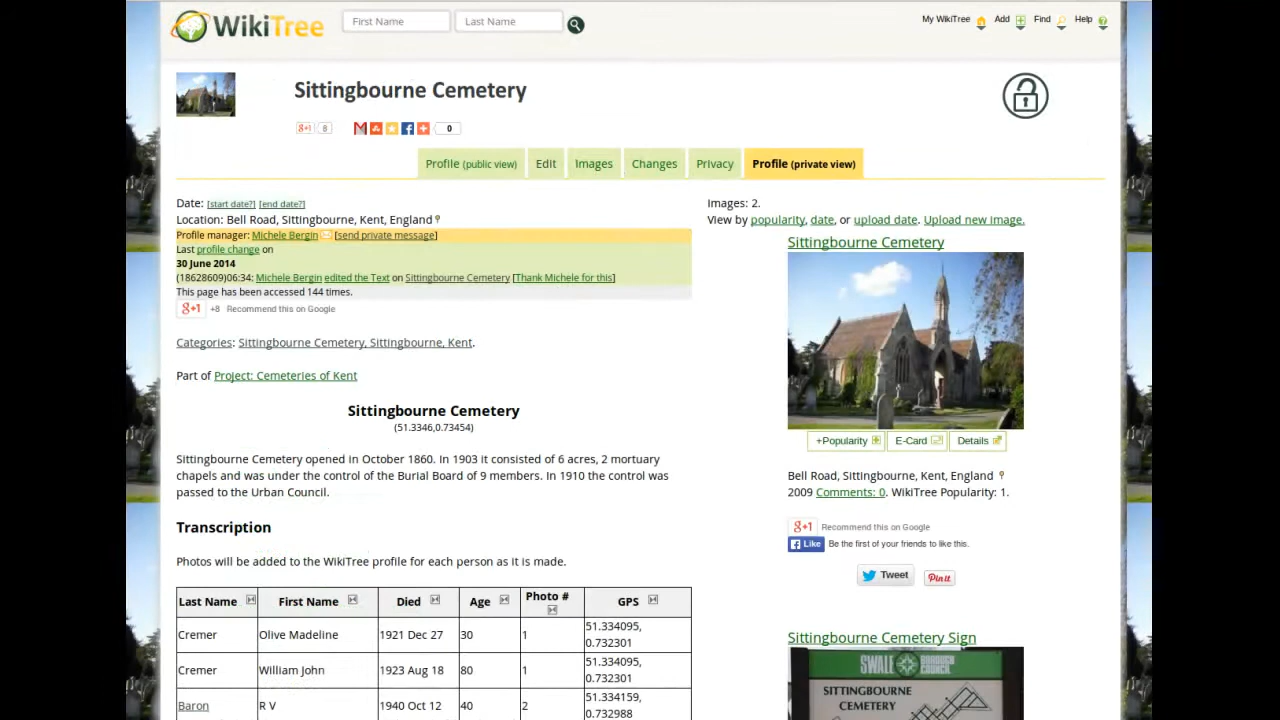 WikiTree
First Name
Last Name
My WikiTree
Add
Find
Help
Sittingbourne Cemetery
g+1 8
0
Profile (public view)
Edit
Images
Changes
Privacy
Profile (private view)
Date: [start date?] [end date?]
Location: Bell Road, Sittingbourne, Kent, England
Profile manager: Michele Bergin [send private message]
Last profile change on
30 June 2014
(18628609)06:34: Michele Bergin edited the Text on Sittingbourne Cemetery [Thank Michele for this]
This page has been accessed 144 times.
g+1 +8 Recommend this on Google
Categories: Sittingbourne Cemetery, Sittingbourne, Kent.
Part of Project: Cemeteries of Kent
Sittingbourne Cemetery
(51.3346,0.73454)
Sittingbourne Cemetery opened in October 1860. In 1903 it consisted of 6 acres, 2 mortuary
chapels and was under the control of the Burial Board of 9 members. In 1910 the control was
passed to the Urban Council.
Transcription
Photos will be added to the WikiTree profile for each person as it is made.
Last Name First Name Died Age Photo # GPS
Cremer Olive Madeline 1921 Dec 27 30 1 51.334095,
0.732301
Cremer William John 1923 Aug 18 80 1 51.334095,
0.732301
Baron R V 1940 Oct 12 40 2 51.334159,
0.732988
Images: 2.
View by popularity, date, or upload date. Upload new image.
Sittingbourne Cemetery
+Popularity
E-Card
Details
Bell Road, Sittingbourne, Kent, England
2009 Comments: 0. WikiTree Popularity: 1.
g+1 Recommend this on Google
Like Be the first of your friends to like this.
Tweet
Pin it
Sittingbourne Cemetery Sign
SWALE BOROUGH COUNCIL
SITTINGBOURNE
CEMETERY